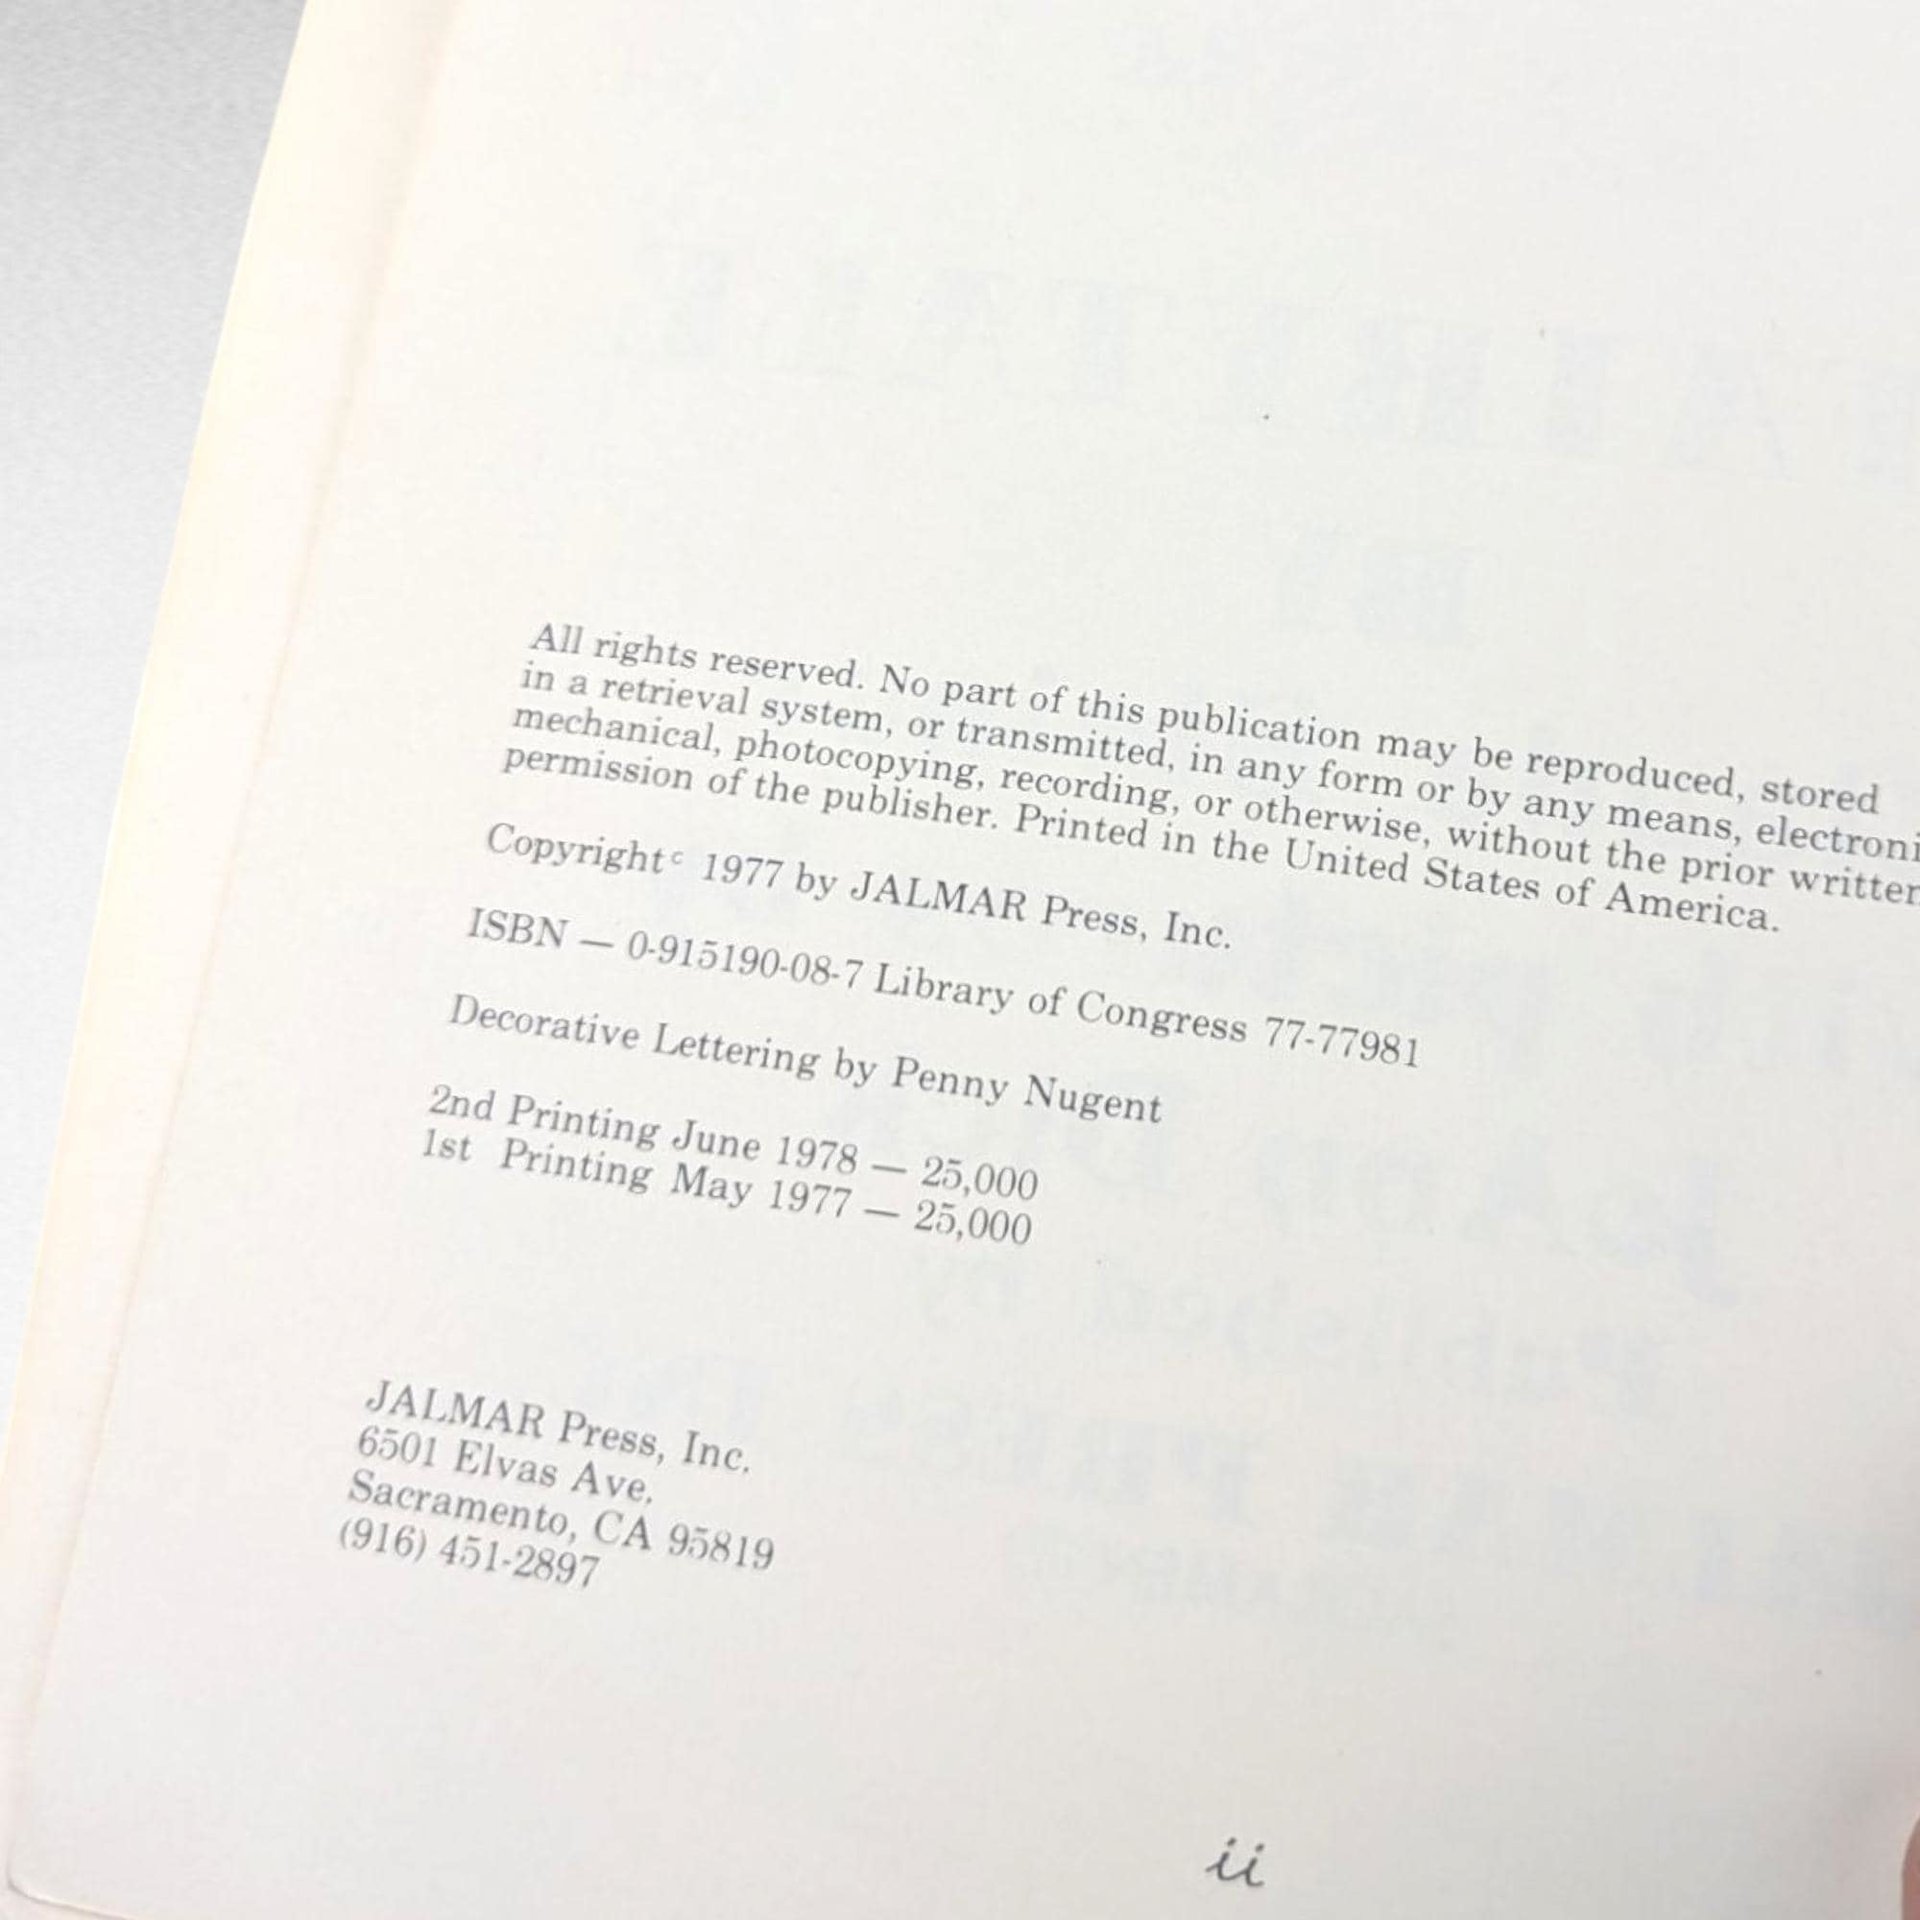 All rights reserved. No part of this publication may be reproduced, stored
in a retrieval system, or transmitted, in any form or by any means, electroni
mechanical, photocopying, recording, or otherwise, without the prior written
permission of the publisher. Printed in the United States of America.
Copyright c 1977 by JALMAR Press, Inc.
ISBN — 0-915190-08-7 Library of Congress 77-77981
Decorative Lettering by Penny Nugent
2nd Printing June 1978 — 25,000
1st Printing May 1977 — 25,000
JALMAR Press, Inc.
6501 Elvas Ave.
Sacramento, CA 95819
(916) 451-2897
ii